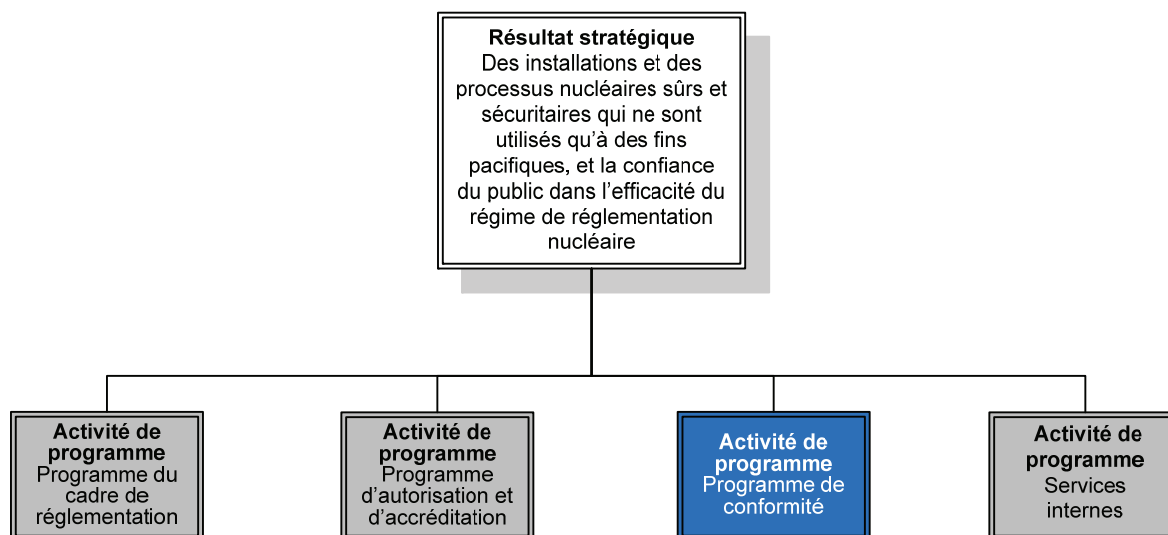 Résultat stratégique
Des installations et des
processus nucléaires sûrs et
sécuritaires qui ne sont
utilisés qu’à des fins
pacifiques, et la confiance
du public dans l’efficacité du
régime de réglementation
nucléaire
Activité de
programme
Programme du
cadre de
réglementation
Activité de
programme
Programme
d’autorisation et
d’accréditation
Activité de
programme
Programme de
conformité
Activité de
programme
Services
internes